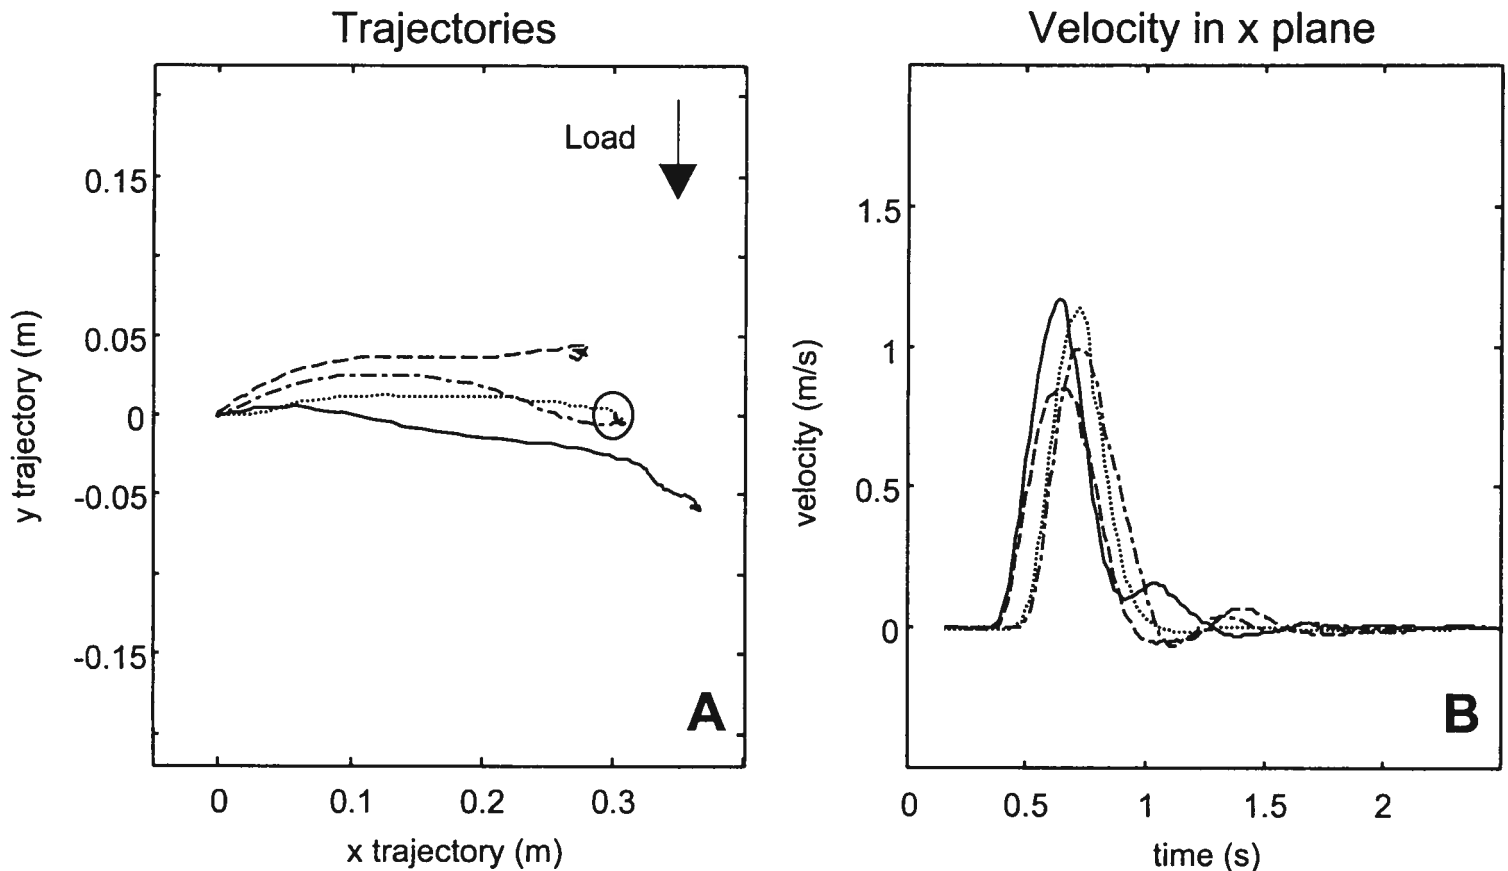 Trajectories
Load
0.15
0.05
0
-0.05
-0.15
y trajectory (m)
A
0
0.1
0.2
0.3
x trajectory (m)
Velocity in x plane
1.5
1
0.5
0
velocity (m/s)
B
0
0.5
1
1.5
2
time (s)